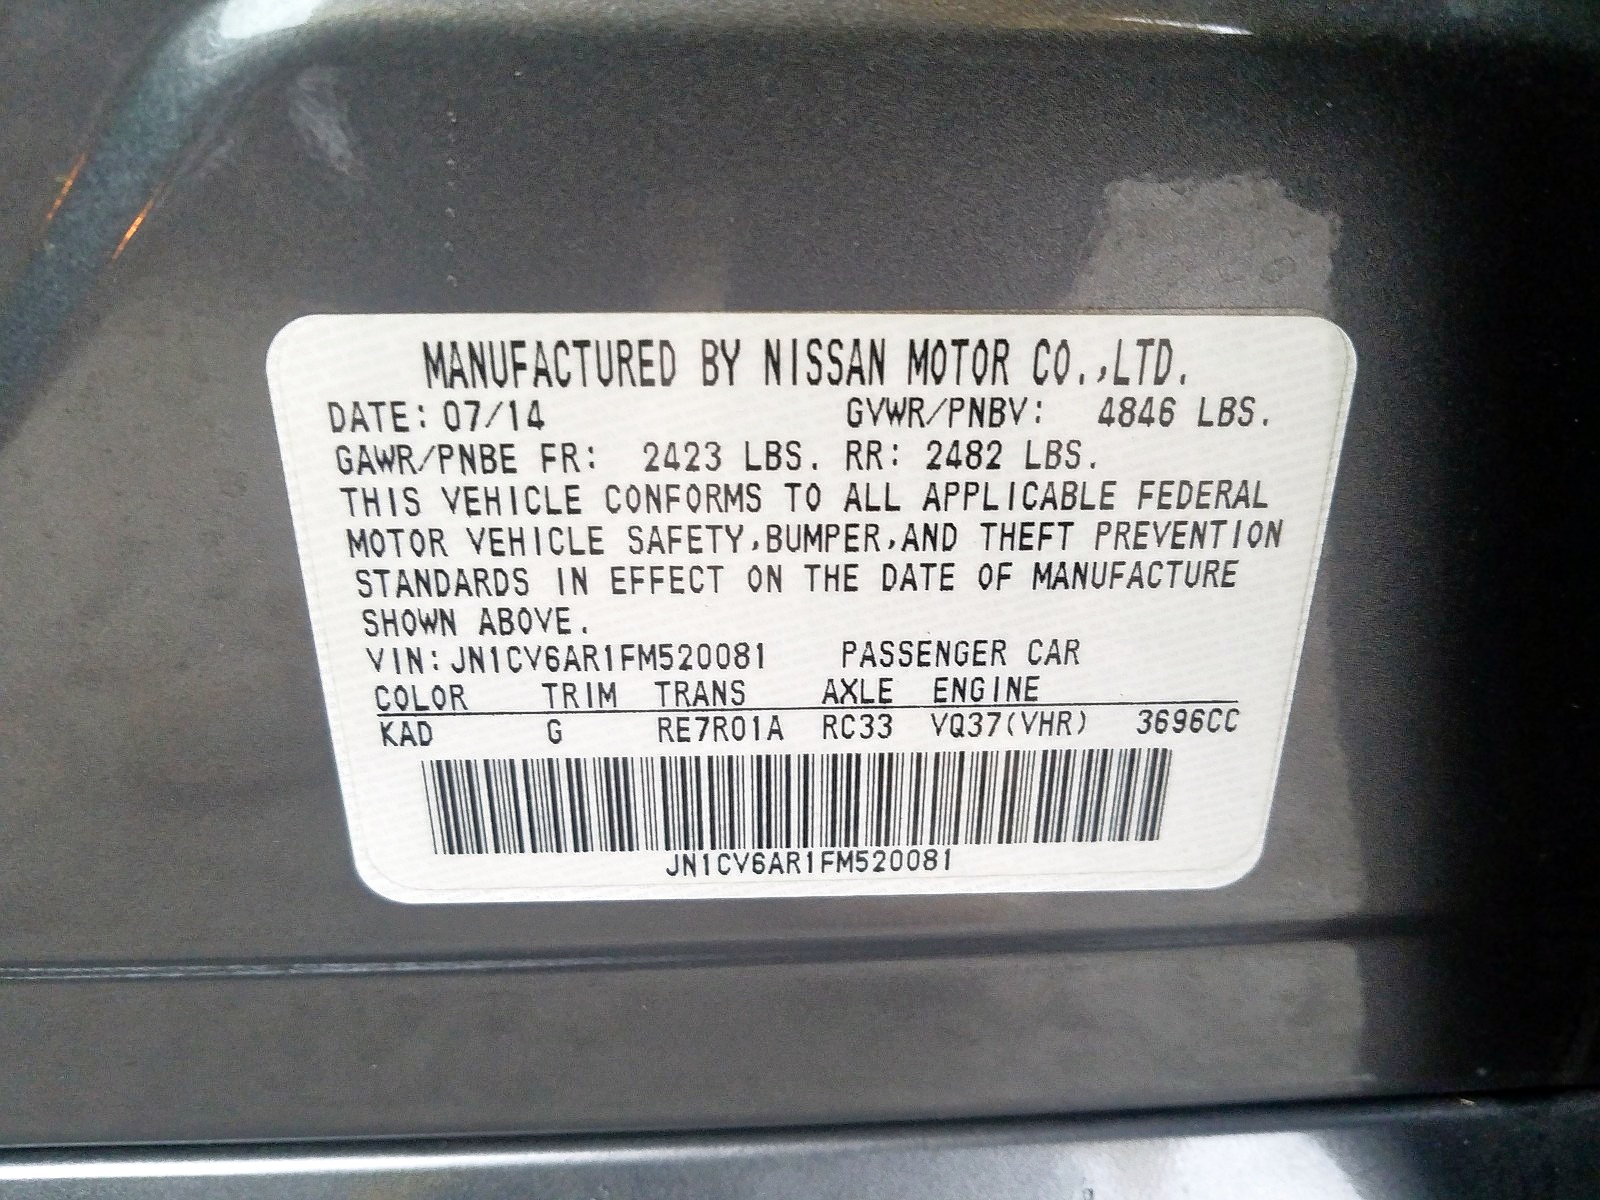 MANUFACTURED BY NISSAN MOTOR CO.,LTD.
DATE: 07/14 GVWR/PNBV: 4846 LBS.
GAWR/PNBE FR: 2423 LBS. RR: 2482 LBS.
THIS VEHICLE CONFORMS TO ALL APPLICABLE FEDERAL
MOTOR VEHICLE SAFETY,BUMPER,AND THEFT PREVENTION
STANDARDS IN EFFECT ON THE DATE OF MANUFACTURE
SHOWN ABOVE.
VIN: JN1CV6AR1FM520081 PASSENGER CAR
COLOR TRIM TRANS AXLE ENGINE
KAD G RE7R01A RC33 VQ37(VHR) 3696CC
JN1CV6AR1FM520081